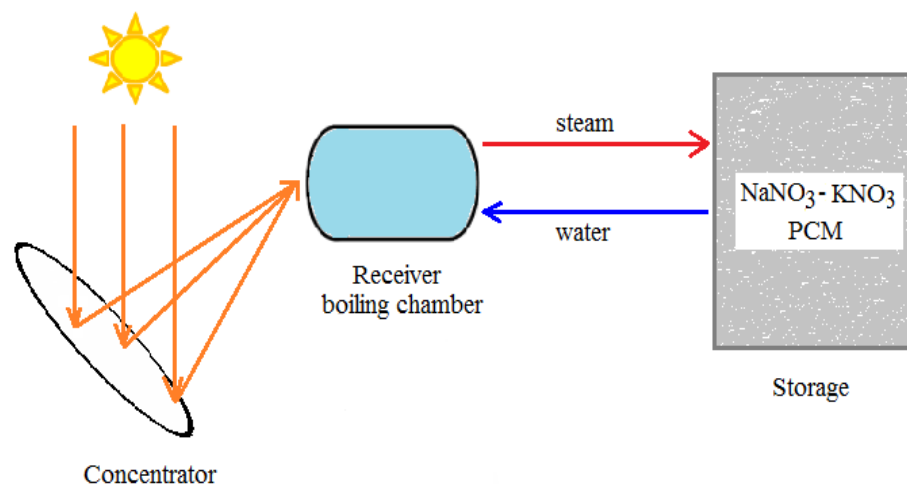 steam
NaNO₃ - KNO₃
PCM
water
Receiver
boiling chamber
Storage
Concentrator